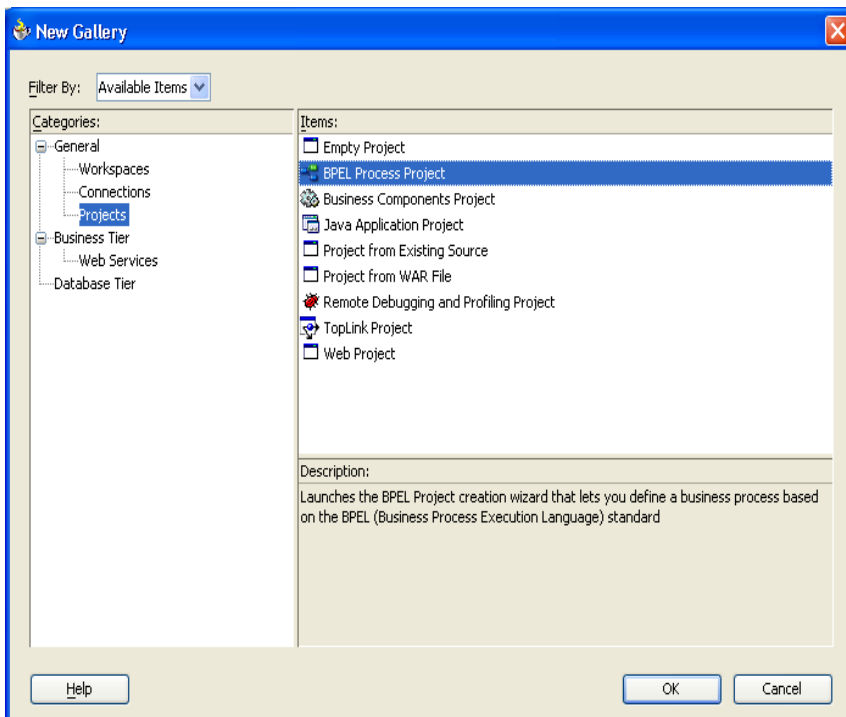 New Gallery
Filter By: Available Items
Categories:
General
Workspaces
Connections
Projects
Business Tier
Web Services
Database Tier
Items:
Empty Project
BPEL Process Project
Business Components Project
Java Application Project
Project from Existing Source
Project from WAR File
Remote Debugging and Profiling Project
TopLink Project
Web Project
Description:
Launches the BPEL Project creation wizard that lets you define a business process based
on the BPEL (Business Process Execution Language) standard
Help OK Cancel